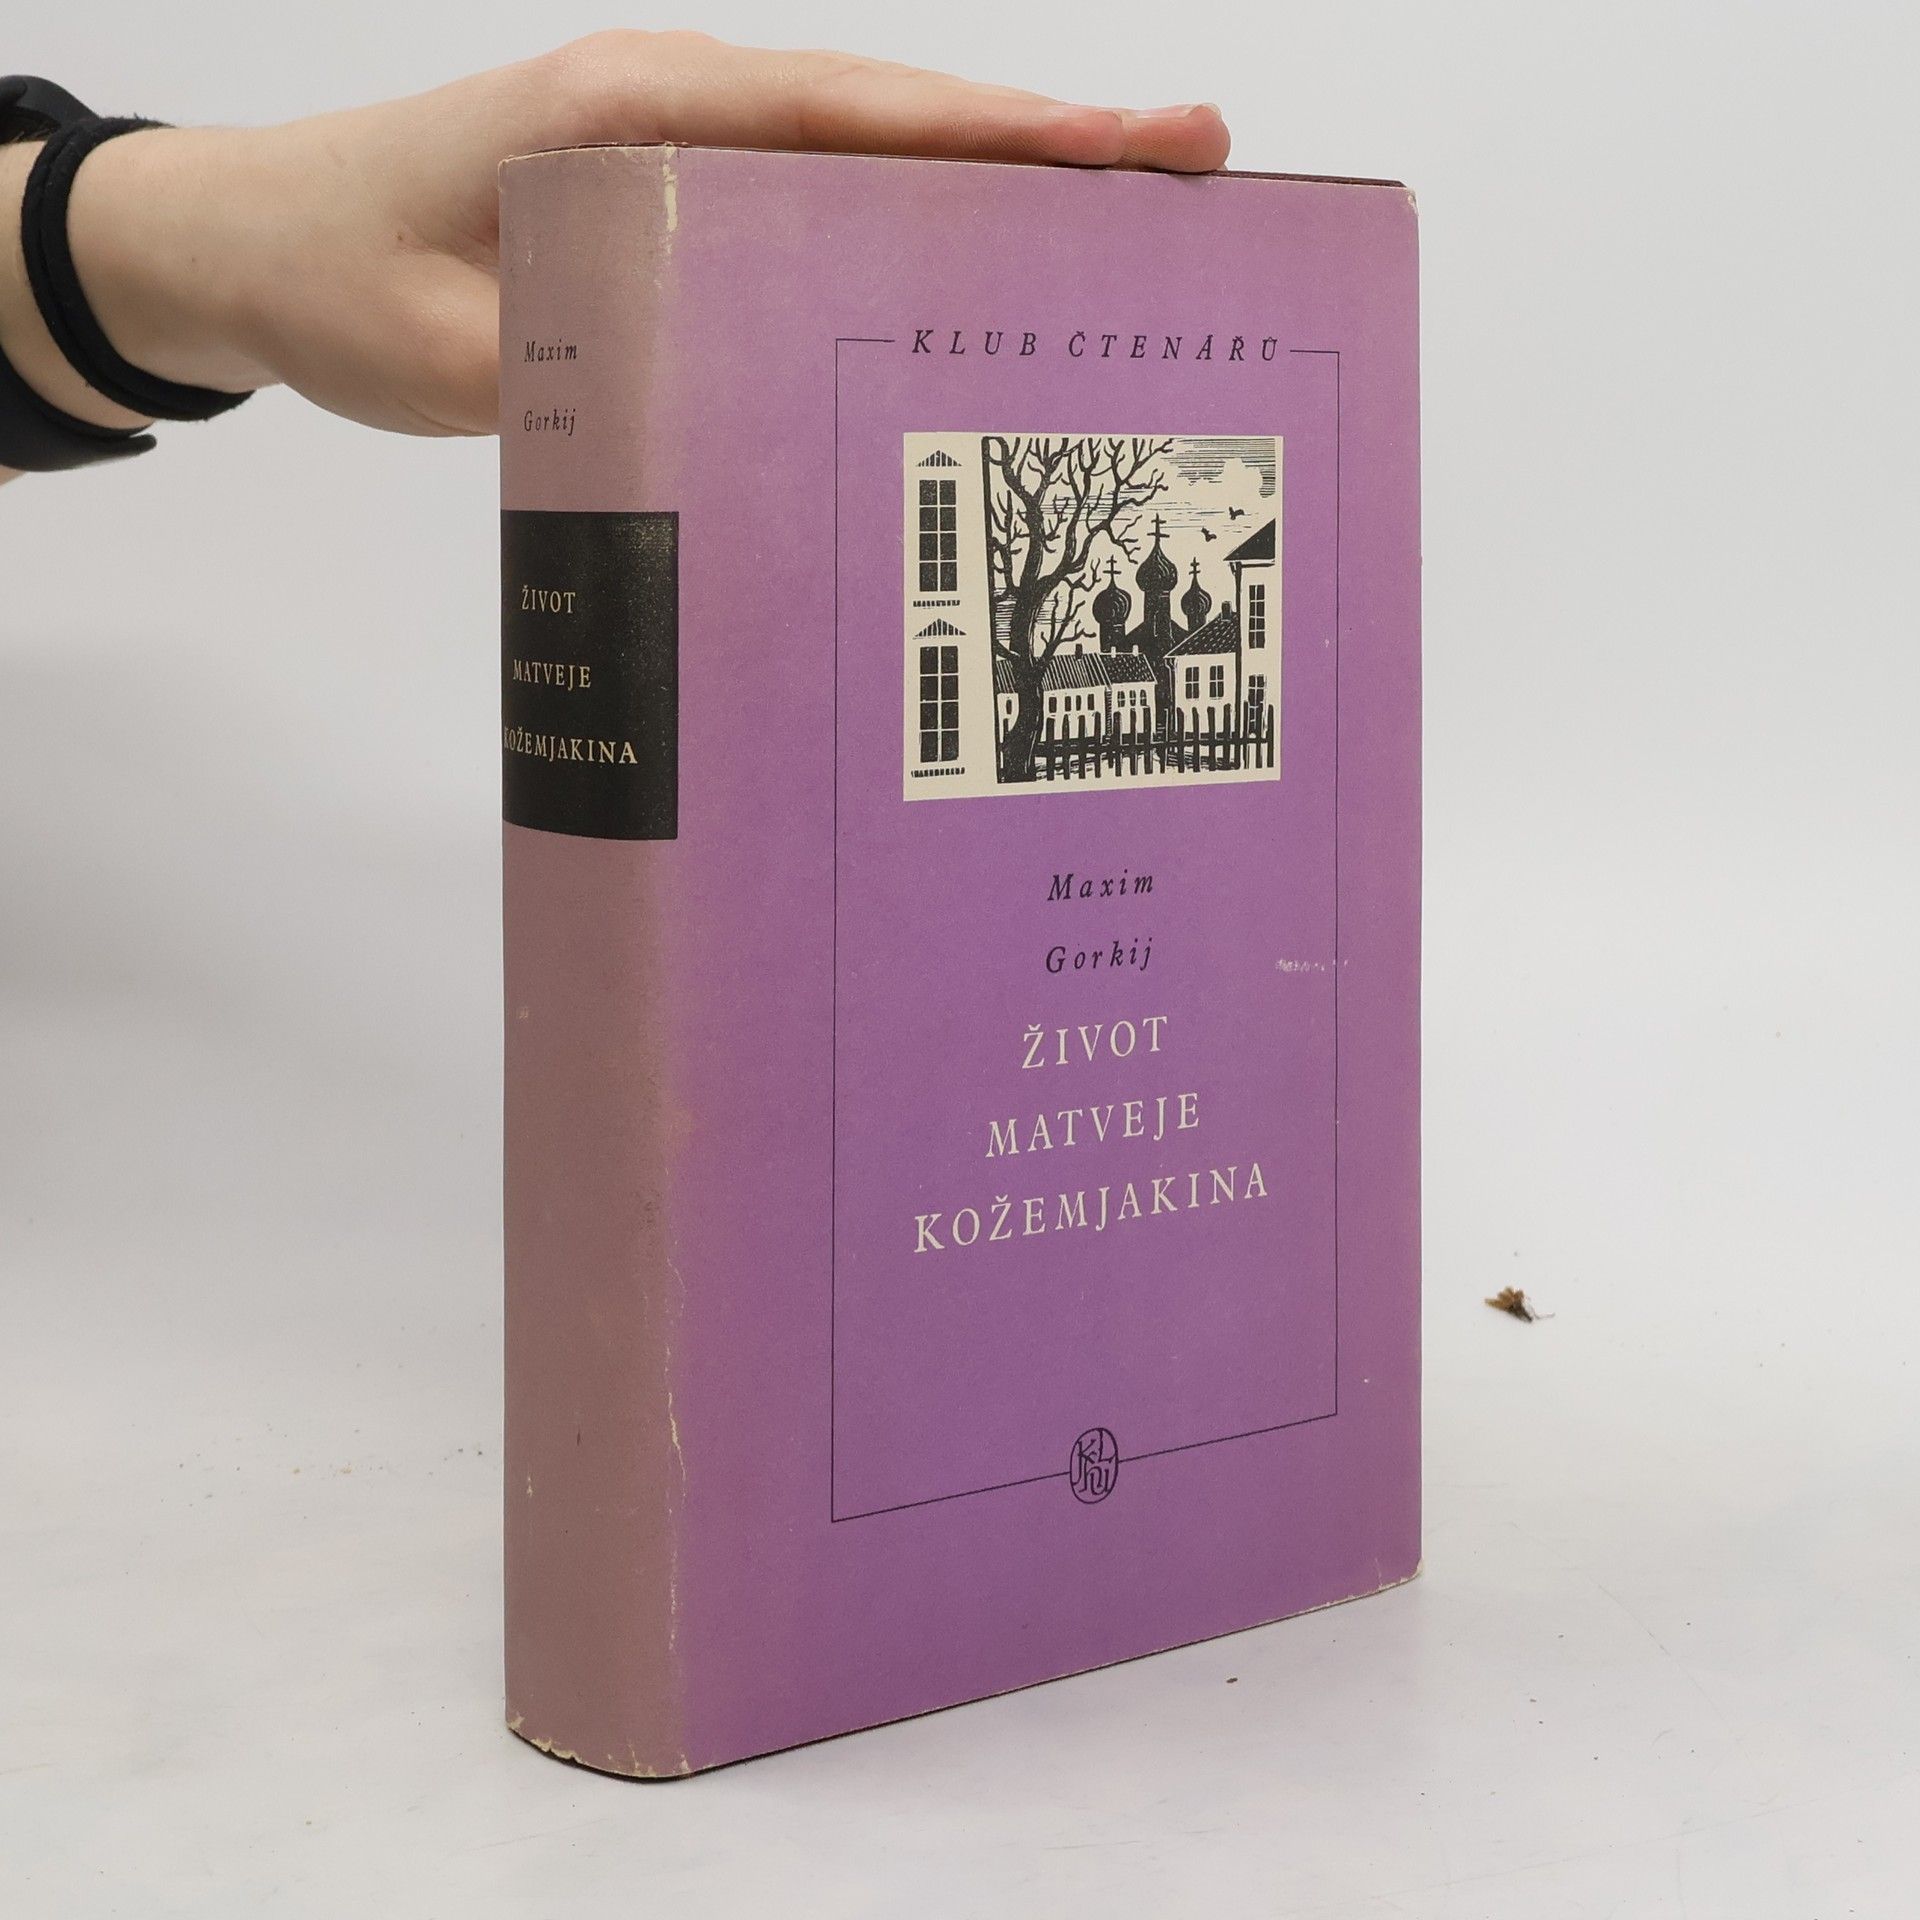 Maxim
Gorkij
ŽIVOT
MATVEJE
KOŽEMJAKINA
KLUB ČTENÁŘŮ
Maxim
Gorkij
ŽIVOT
MATVEJE
KOŽEMJAKINA